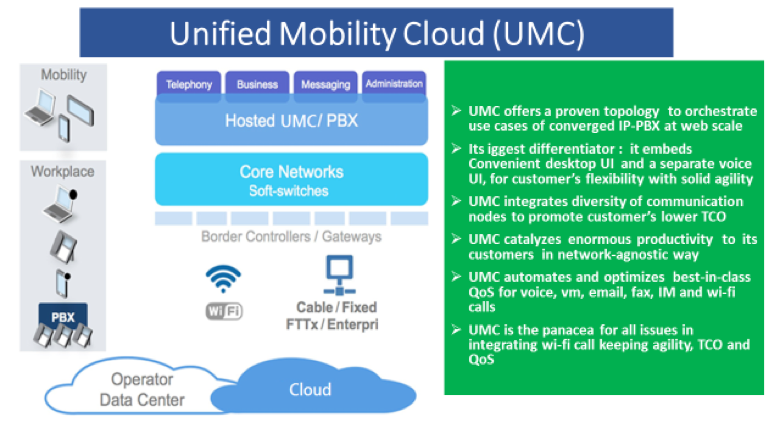 Unified Mobility Cloud (UMC)
Mobility
Workplace
PBX
Telephony
Business
Messaging
Administration
Hosted UMC/ PBX
Core Networks
Soft-switches
Border Controllers / Gateways
Wi Fi
Cable / Fixed
FTTx / Enterpri
Operator
Data Center
Cloud
➢ UMC offers a proven topology to orchestrate
use cases of converged IP-PBX at web scale
➢ Its iggest differentiator : it embeds
Convenient desktop UI and a separate voice
UI, for customer’s flexibility with solid agility
➢ UMC integrates diversity of communication
nodes to promote customer’s lower TCO
➢ UMC catalyzes enormous productivity to its
customers in network-agnostic way
➢ UMC automates and optimizes best-in-class
QoS for voice, vm, email, fax, IM and wi-fi
calls
➢ UMC is the panacea for all issues in
integrating wi-fi call keeping agility, TCO and
QoS